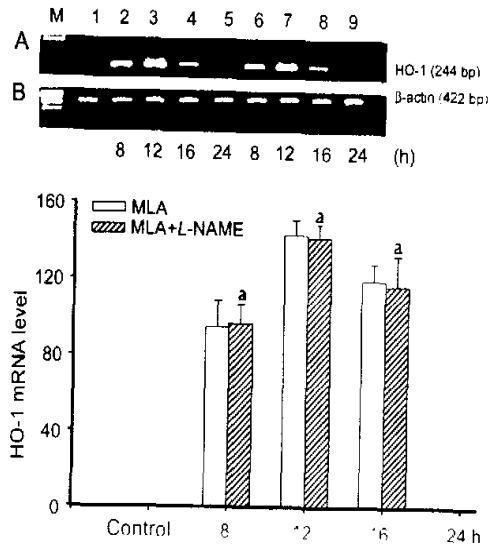 M 1 2 3 4 5 6 7 8 9
A
HO-1 (244 bp)
B
β-actin (422 bp)
8 12 16 24 8 12 16 24 (h)
160
MLA
a
MLA+L-NAME
a
120
a
80
40
0
HO-1 mRNA level
Control 8 12 16 24 h